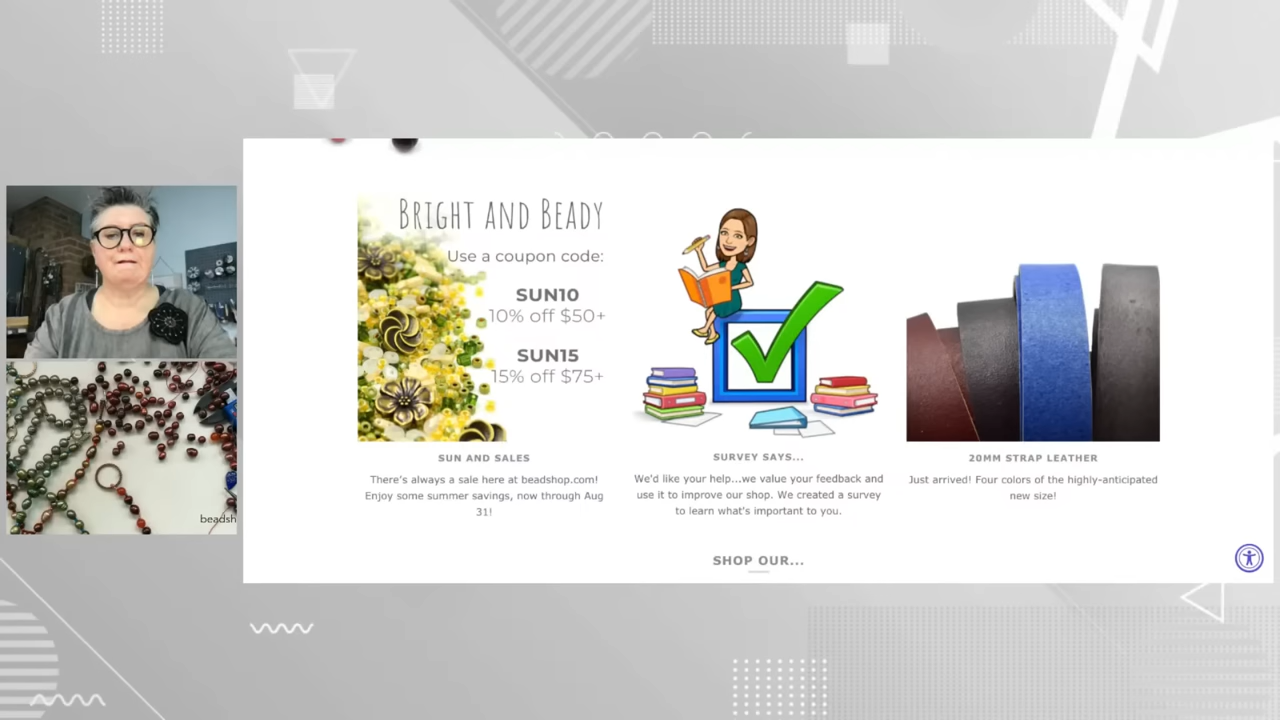 BRIGHT AND BEADY
Use a coupon code:
SUN10
10% off $50+
SUN15
15% off $75+
SUN AND SALES
There's always a sale here at beadshop.com!
Enjoy some summer savings, now through Aug
31!
SURVEY SAYS...
We'd like your help...we value your feedback and
use it to improve our shop. We created a survey
to learn what's important to you.
20MM STRAP LEATHER
Just arrived! Four colors of the highly-anticipated
new size!
SHOP OUR...
beadsh